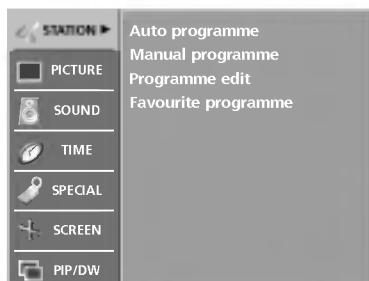 STATION ►
PICTURE
SOUND
TIME
SPECIAL
SCREEN
PIP/DW
Auto programme
Manual programme
Programme edit
Favourite programme